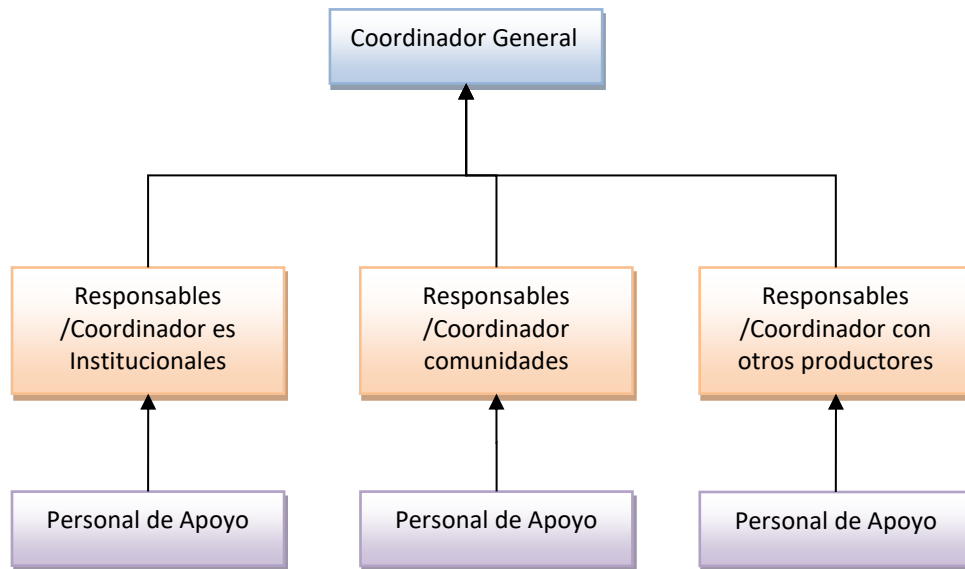 Coordinador General
Responsables
/Coordinador es
Institucionales
Responsables
/Coordinador
comunidades
Responsables
/Coordinador con
otros productores
Personal de Apoyo
Personal de Apoyo
Personal de Apoyo